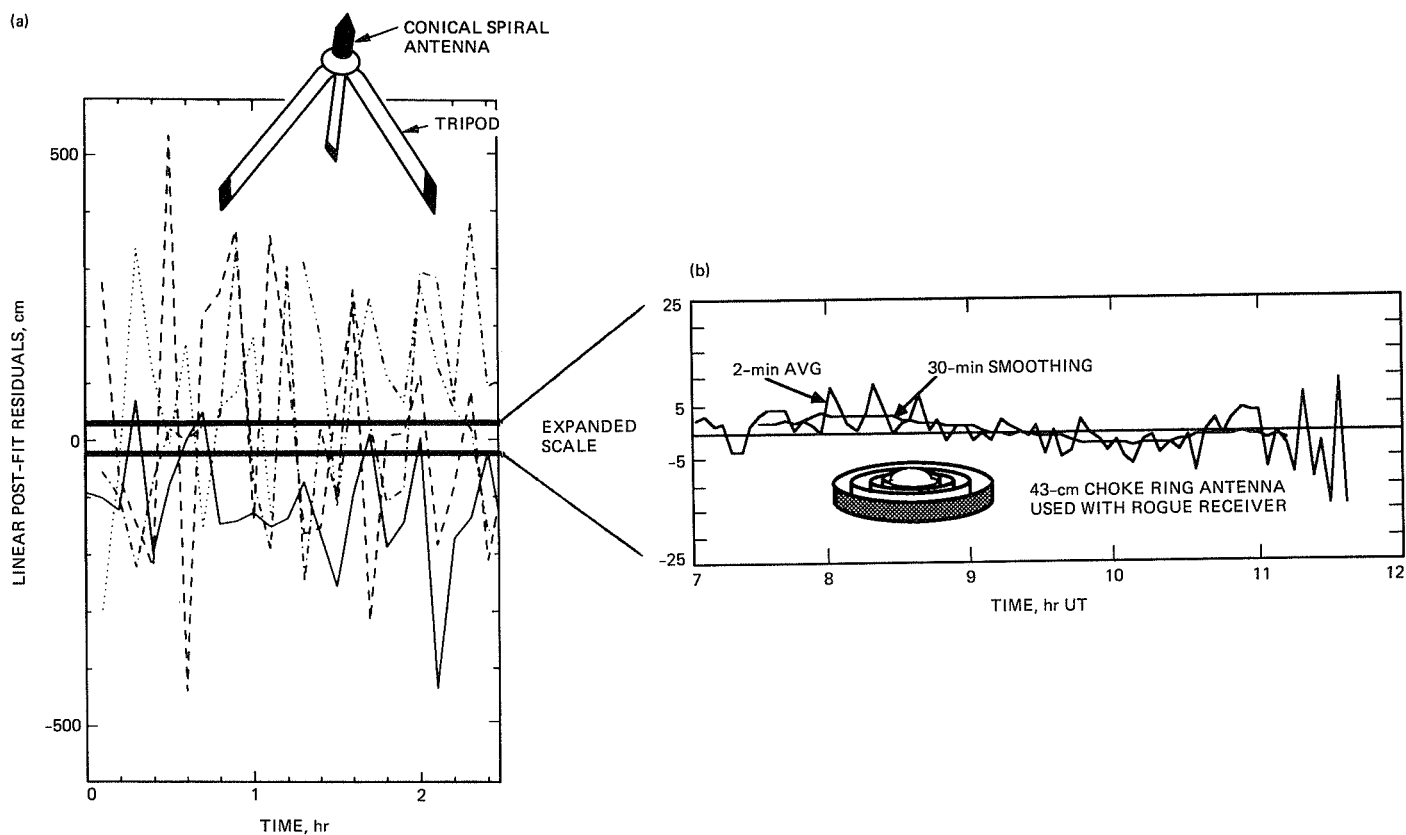 (a)
CONICAL SPIRAL
ANTENNA
TRIPOD
500
0
-500
LINEAR POST-FIT RESIDUALS, cm
0
1
2
TIME, hr
EXPANDED
SCALE
(b)
25
5
-5
-25
2-min AVG
30-min SMOOTHING
43-cm CHOKE RING ANTENNA
USED WITH ROGUE RECEIVER
7
8
9
10
11
12
TIME, hr UT